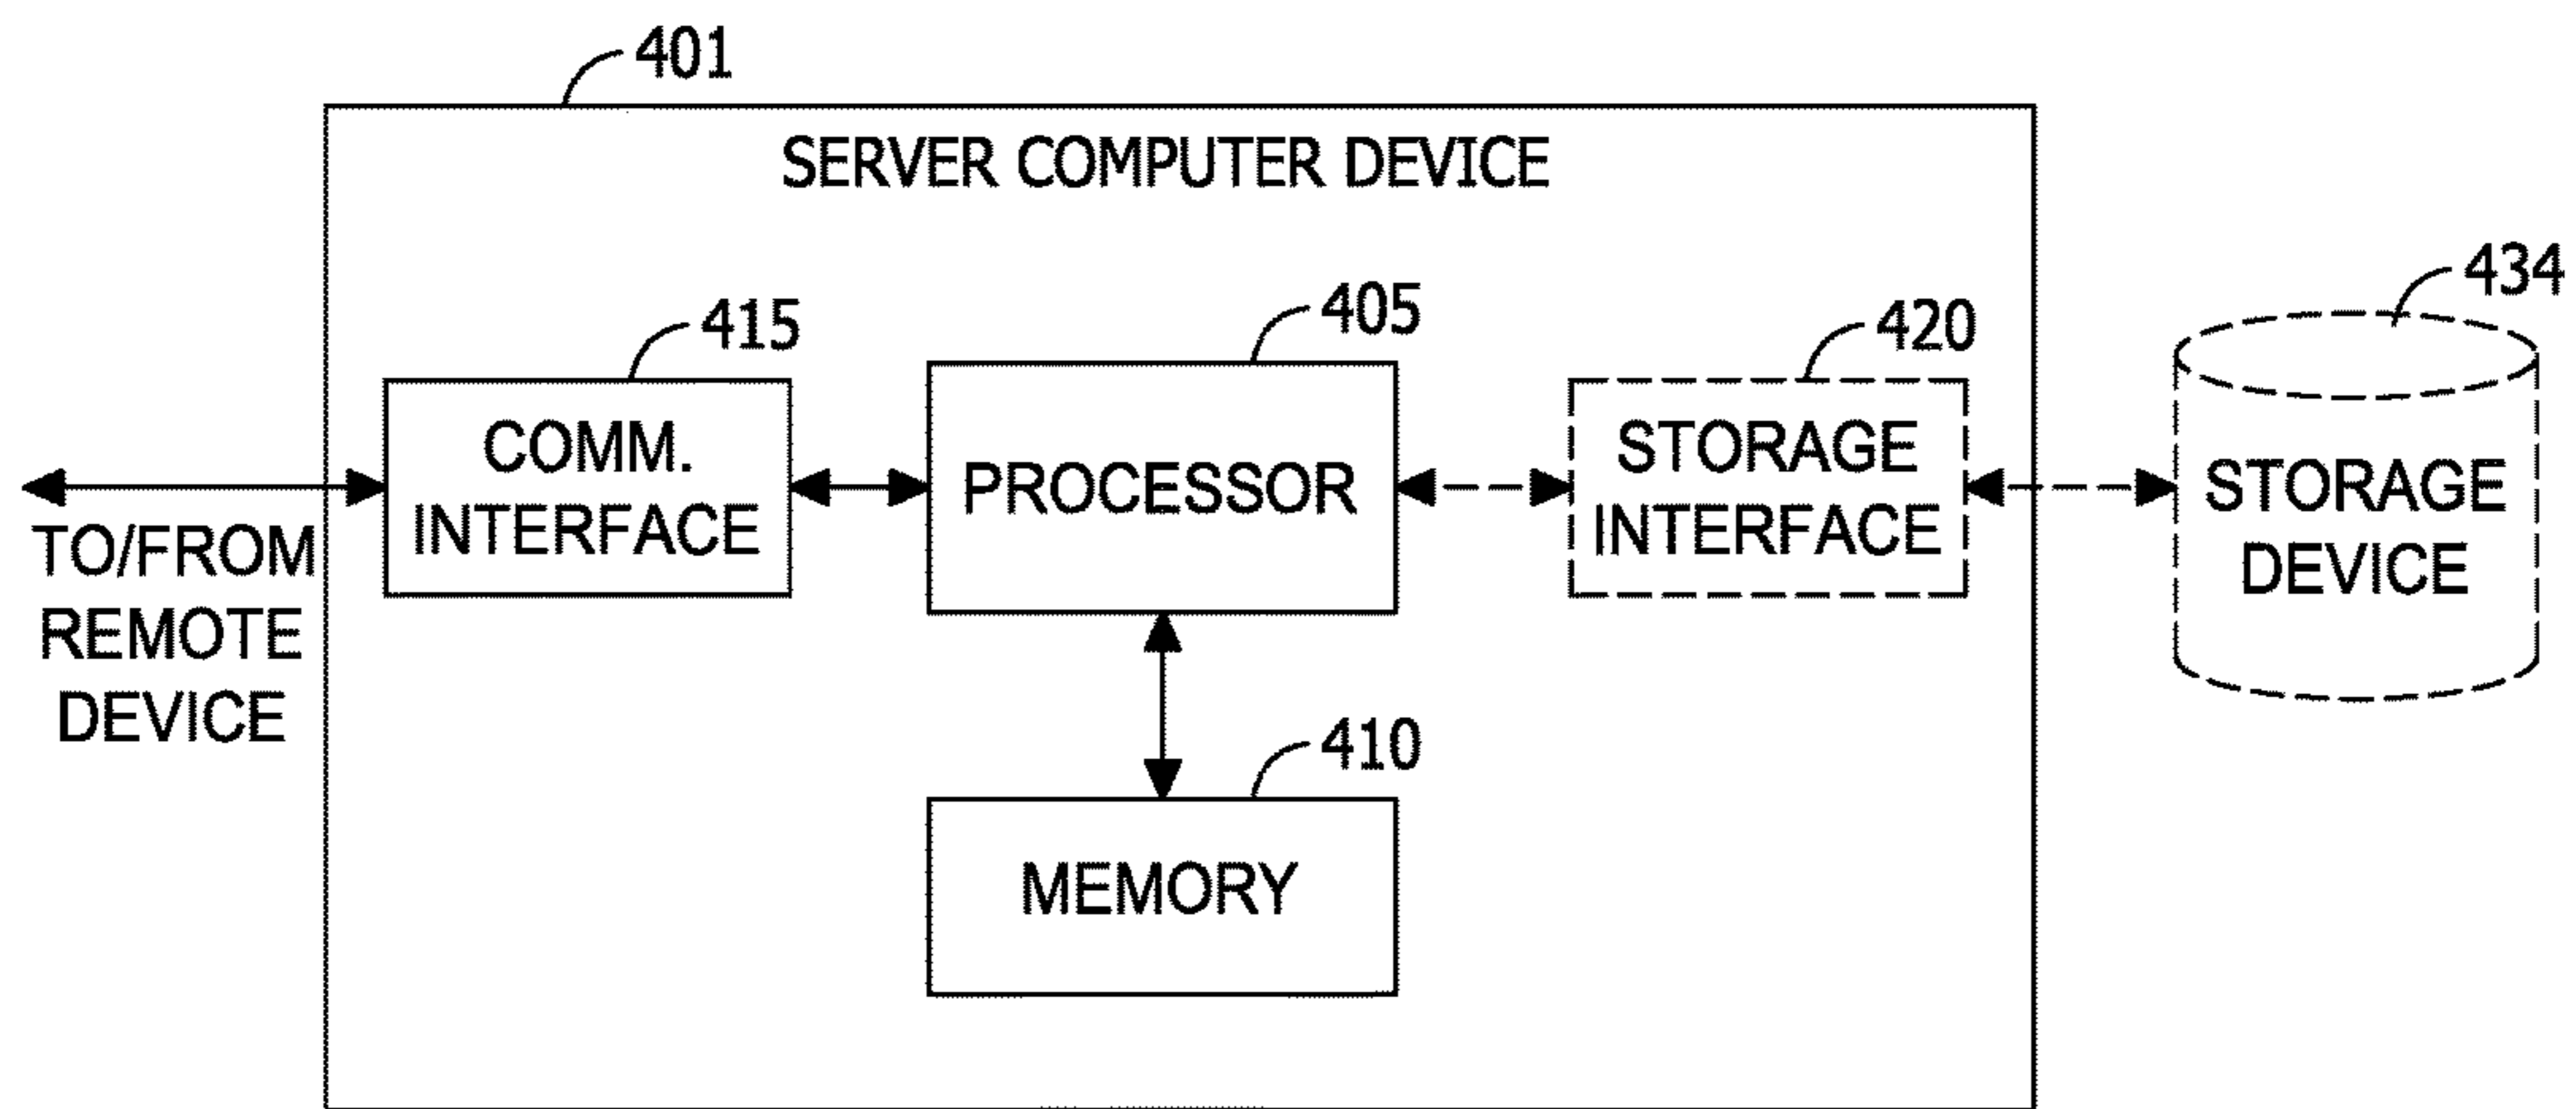 401
SERVER COMPUTER DEVICE
434
415
405
420
COMM.
INTERFACE
PROCESSOR
STORAGE
INTERFACE
STORAGE
DEVICE
TO/FROM
REMOTE
DEVICE
410
MEMORY